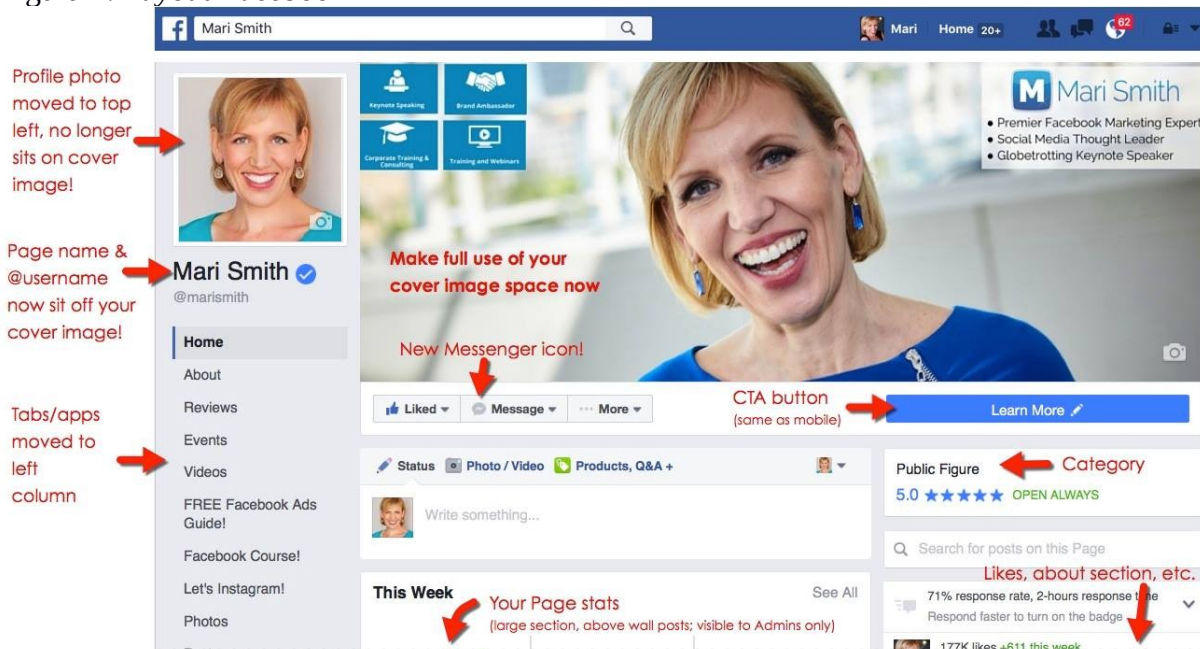 Mari Smith
Mari Home 20+ 62
Profile photo
moved to top
left, no longer
sits on cover
image!
Keynote Speaking
Brand Ambassador
Corporate Training &
Consulting
Training and Webinars
M Mari Smith
• Premier Facebook Marketing Expert
• Social Media Thought Leader
• Globetrotting Keynote Speaker
Page name &
@username
now sit off your
cover image!
Mari Smith
@marismith
Make full use of your
cover image space now
New Messenger icon!
Liked
Message
More
CTA button
(same as mobile)
Learn More
Tabs/apps
moved to
left
column
Home
About
Reviews
Events
Videos
FREE Facebook Ads
Guide!
Facebook Course!
Let's Instagram!
Photos
Status Photo / Video Products, Q&A +
Write something...
This Week
See All
Your Page stats
(large section, above wall posts; visible to Admins only)
Public Figure
Category
5.0 ★★★★★ OPEN ALWAYS
Search for posts on this Page
Likes, about section, etc.
71% response rate, 2-hours response
Respond faster to turn on the badge
177K likes +611 this week